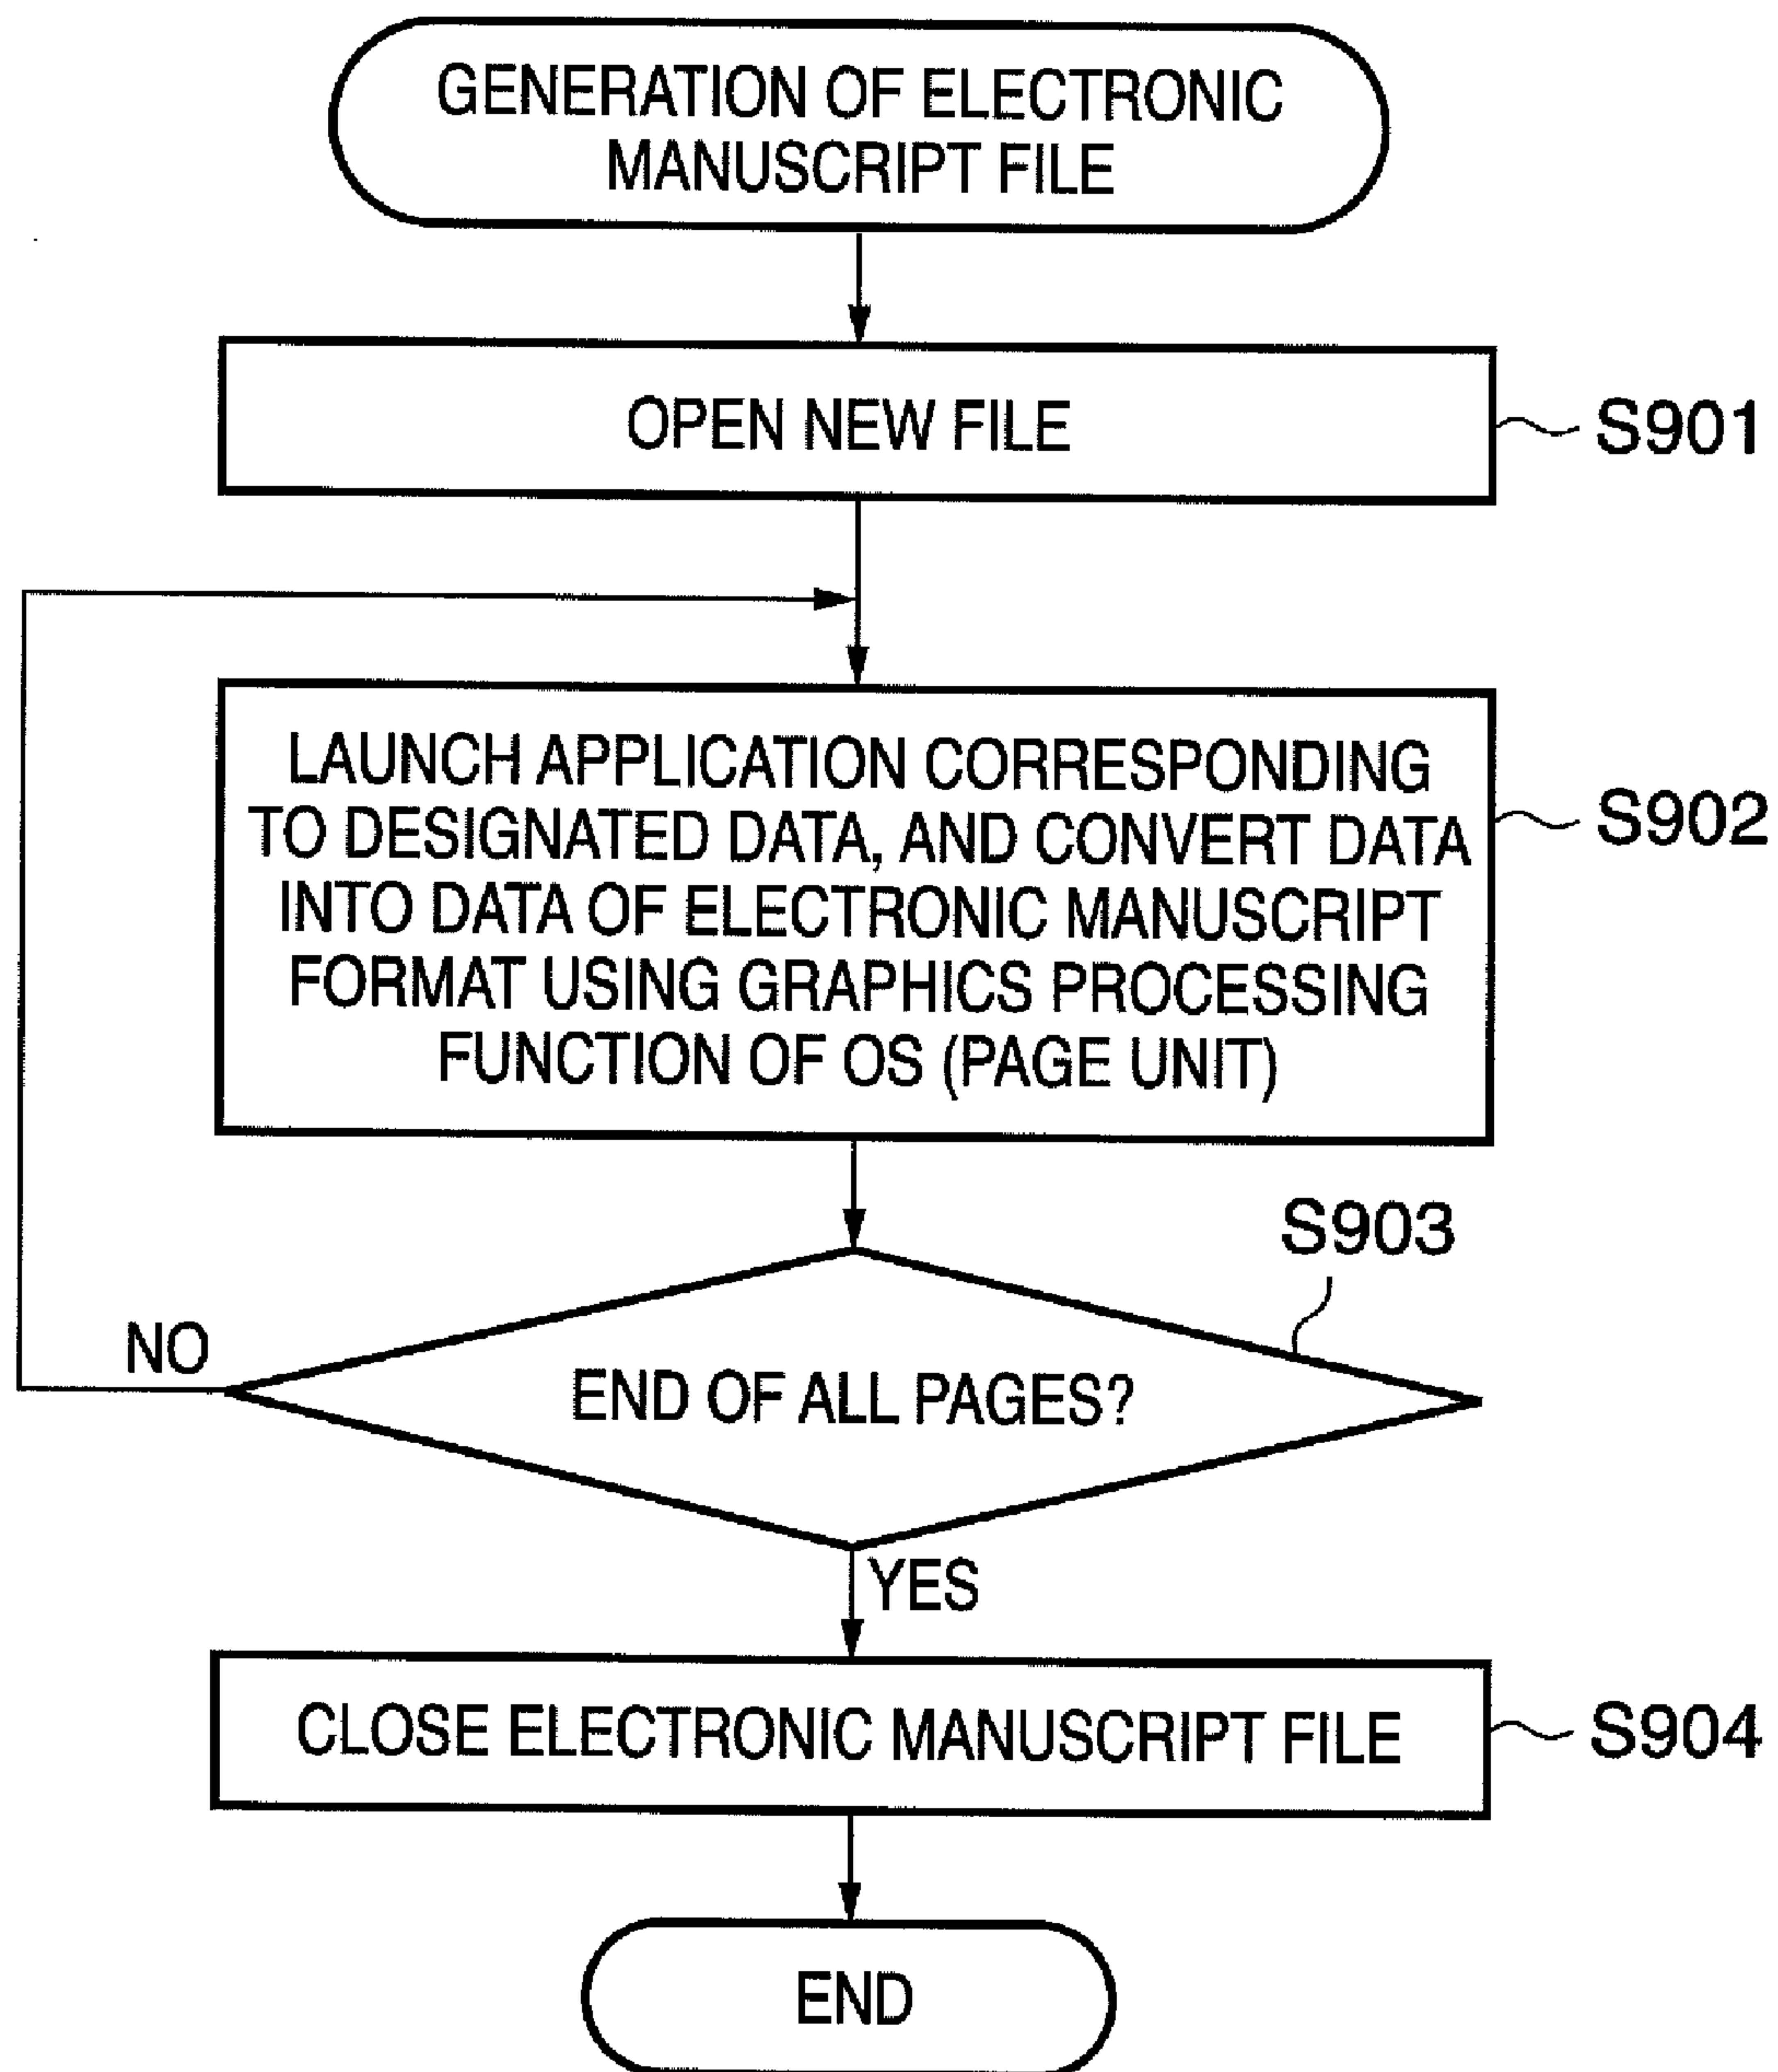 GENERATION OF ELECTRONIC
MANUSCRIPT FILE
OPEN NEW FILE
S901
LAUNCH APPLICATION CORRESPONDING
TO DESIGNATED DATA, AND CONVERT DATA
INTO DATA OF ELECTRONIC MANUSCRIPT
FORMAT USING GRAPHICS PROCESSING
FUNCTION OF OS (PAGE UNIT)
S902
S903
NO
END OF ALL PAGES?
YES
CLOSE ELECTRONIC MANUSCRIPT FILE
S904
END